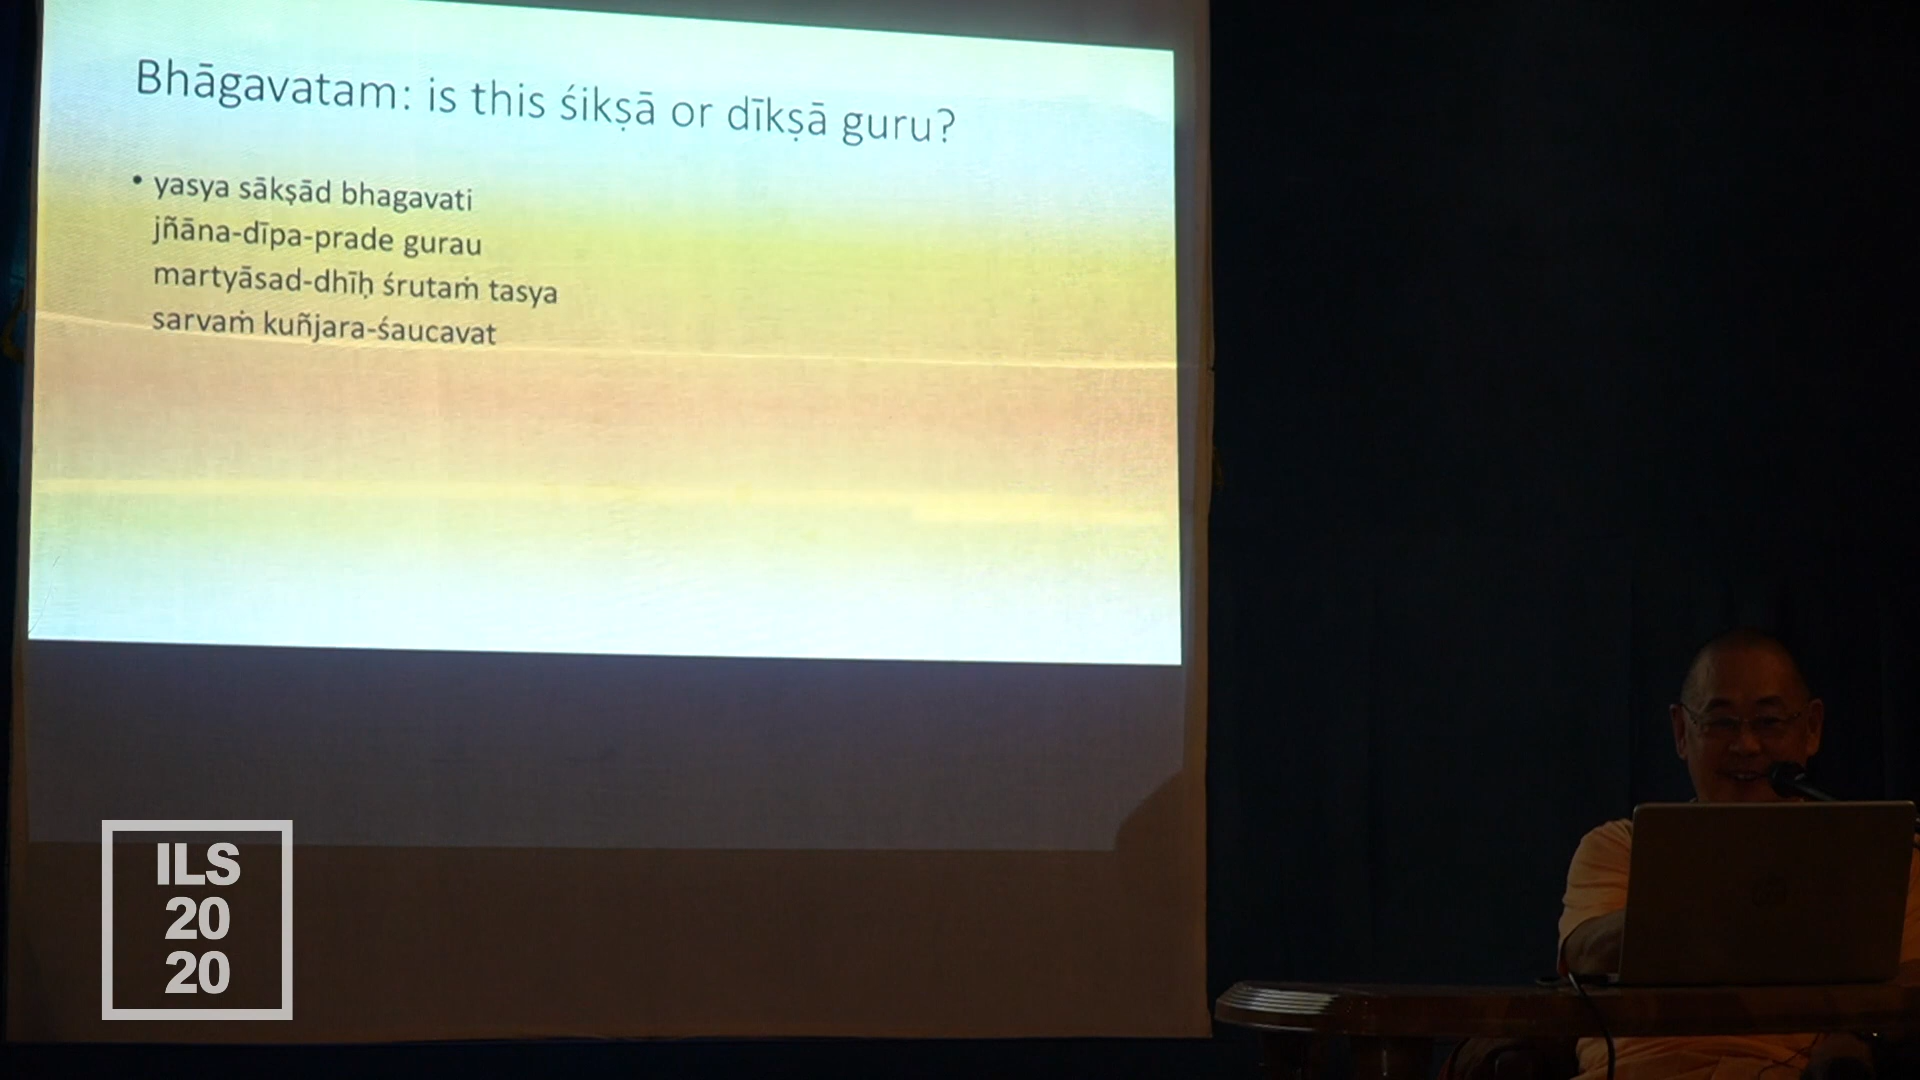 Bhāgavatam: is this śikṣā or dīkṣā guru?
• yasya sākṣād bhagavati
jñāna-dīpa-prade gurau
martyāsad-dhīḥ śrutaṁ tasya
sarvaṁ kuñjara-śaucavat
ILS
20
20